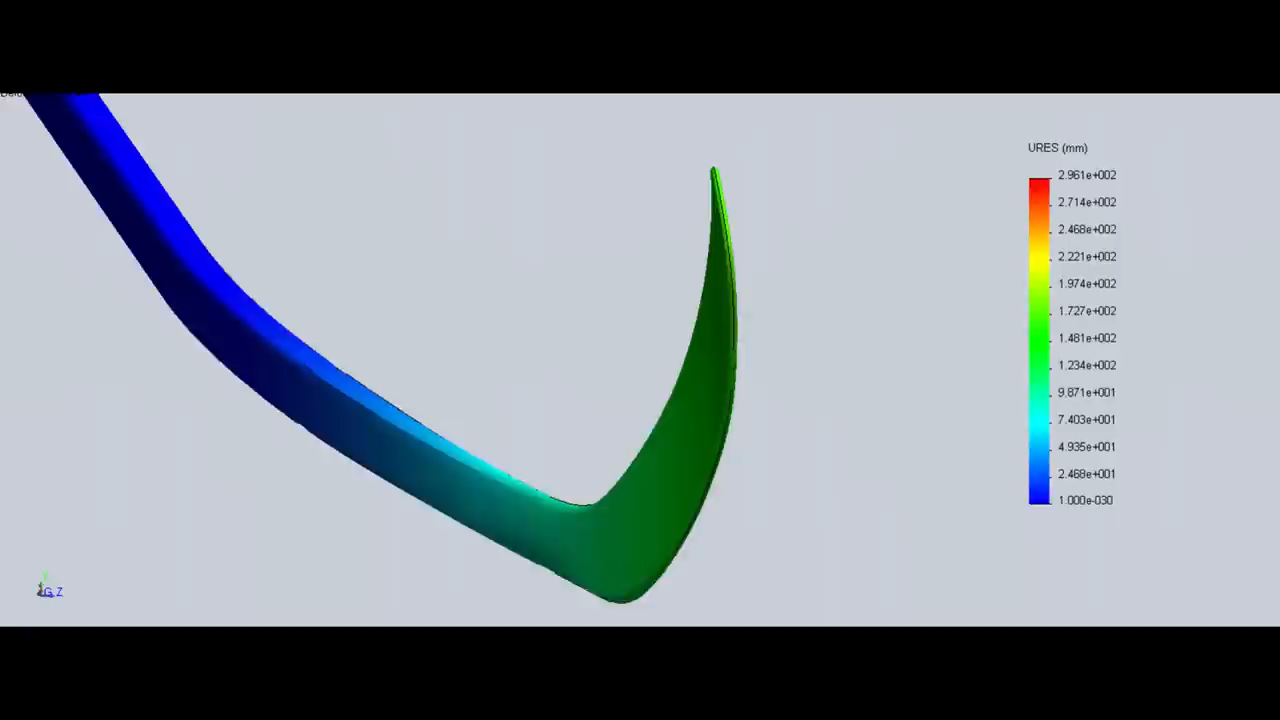 URES (mm)
2.961e+002
2.714e+002
2.468e+002
2.221e+002
1.974e+002
1.727e+002
1.481e+002
1.234e+002
9.871e+001
7.403e+001
4.935e+001
2.468e+001
1.000e-030
Y
Z